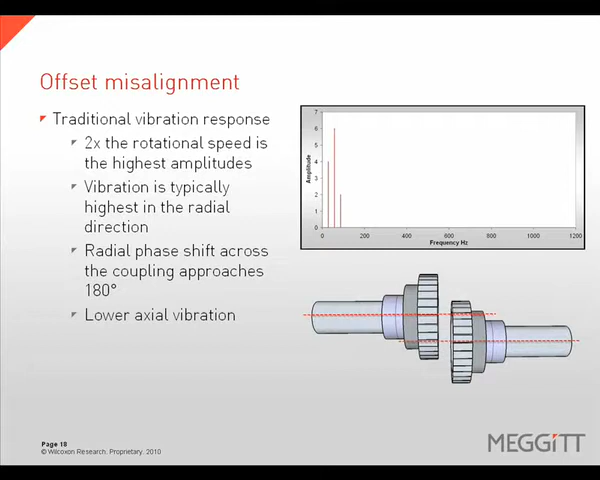 Offset misalignment
Traditional vibration response
2x the rotational speed is
the highest amplitudes
Vibration is typically
highest in the radial
direction
Radial phase shift across
the coupling approaches
180°
Lower axial vibration
7
6
5
4
3
2
1
0
Amplitude
0 200 400 600 800 1000 1200
Frequency Hz
Page 18
© Wilcoxon Research. Proprietary. 2010
MEGGITT